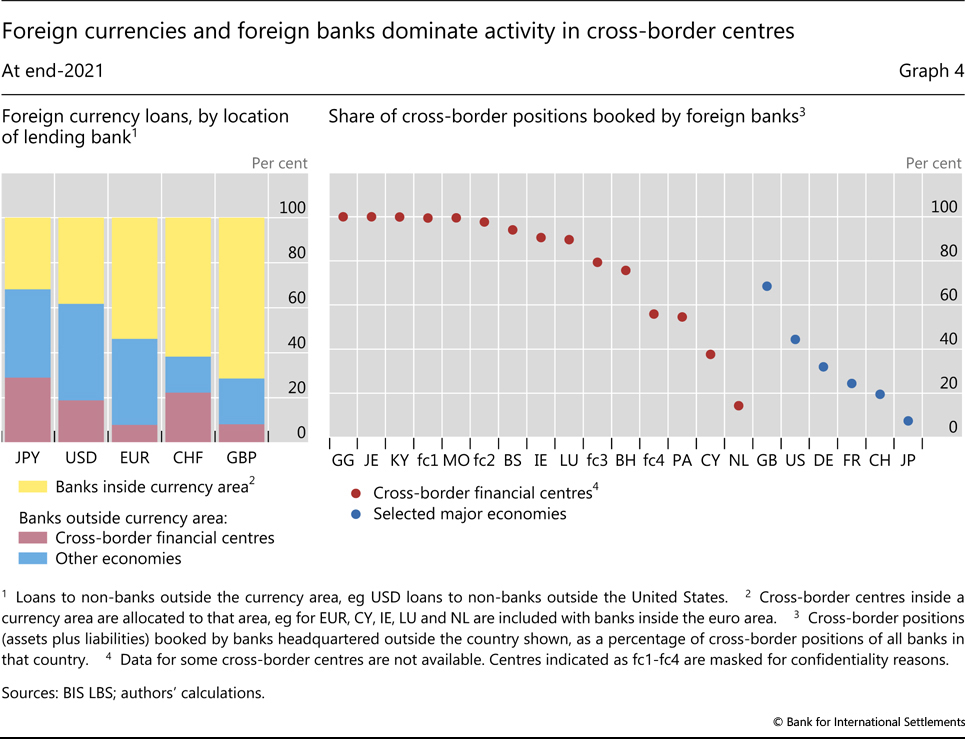 Foreign currencies and foreign banks dominate activity in cross-border centres
At end-2021
Graph 4
Foreign currency loans, by location
of lending bank1
Per cent
100
80
60
40
20
0
JPY USD EUR CHF GBP
Banks inside currency area2
Banks outside currency area:
Cross-border financial centres
Other economies
Share of cross-border positions booked by foreign banks3
Per cent
100
80
60
40
20
0
GG JE KY fc1 MO fc2 BS IE LU fc3 BH fc4 PA CY NL GB US DE FR CH JP
Cross-border financial centres4
Selected major economies
1 Loans to non-banks outside the currency area, eg USD loans to non-banks outside the United States. 2 Cross-border centres inside a
currency area are allocated to that area, eg for EUR, CY, IE, LU and NL are included with banks inside the euro area. 3 Cross-border positions
(assets plus liabilities) booked by banks headquartered outside the country shown, as a percentage of cross-border positions of all banks in
that country. 4 Data for some cross-border centres are not available. Centres indicated as fc1-fc4 are masked for confidentiality reasons.
Sources: BIS LBS; authors’ calculations.
© Bank for International Settlements